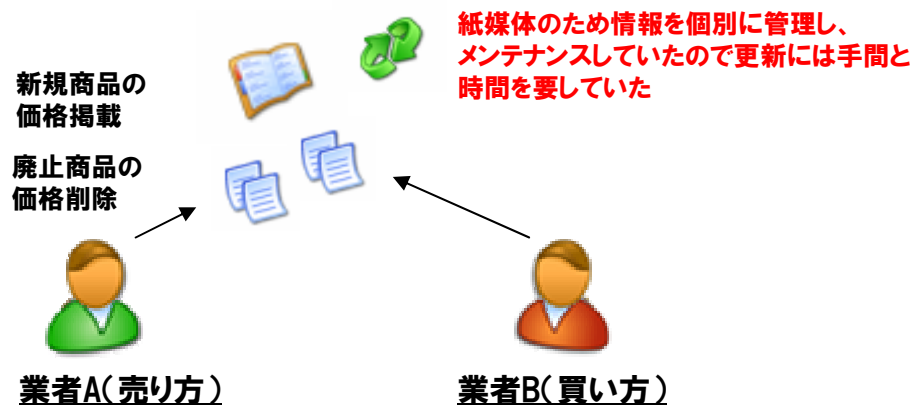 紙媒体のため情報を個別に管理し、
メンテナンスしていたので更新には手間と
時間を要していた
新規商品の
価格掲載
廃止商品の
価格削除
業者A(売り方)
業者B(買い方)